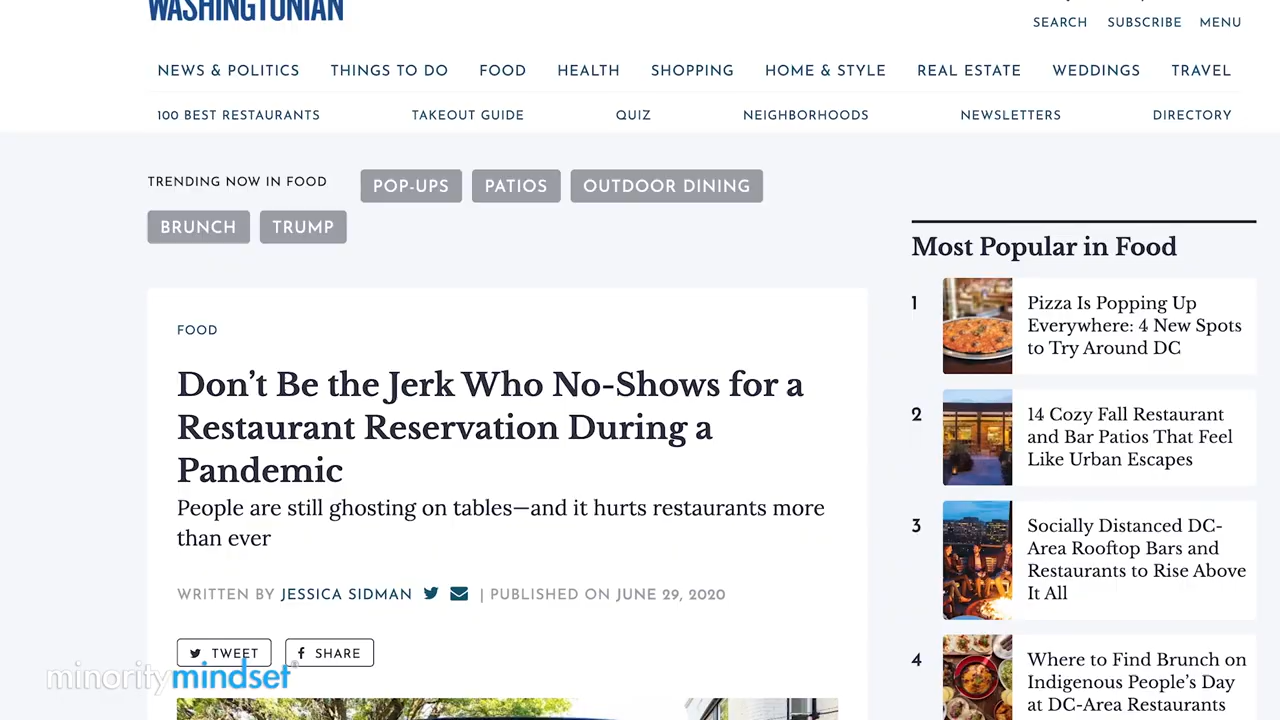 WASHINGTONIAN
SEARCH SUBSCRIBE MENU
NEWS & POLITICS THINGS TO DO FOOD HEALTH SHOPPING HOME & STYLE REAL ESTATE WEDDINGS TRAVEL
100 BEST RESTAURANTS TAKEOUT GUIDE QUIZ NEIGHBORHOODS NEWSLETTERS DIRECTORY
TRENDING NOW IN FOOD POP-UPS PATIOS OUTDOOR DINING
BRUNCH TRUMP
FOOD
Don’t Be the Jerk Who No-Shows for a
Restaurant Reservation During a
Pandemic
People are still ghosting on tables—and it hurts restaurants more
than ever
WRITTEN BY JESSICA SIDMAN | PUBLISHED ON JUNE 29, 2020
TWEET SHARE
minoritymindset®
Most Popular in Food
1 Pizza Is Popping Up
Everywhere: 4 New Spots
to Try Around DC
2 14 Cozy Fall Restaurant
and Bar Patios That Feel
Like Urban Escapes
3 Socially Distanced DC-
Area Rooftop Bars and
Restaurants to Rise Above
It All
4 Where to Find Brunch on
Indigenous People’s Day
at DC-Area Restaurants